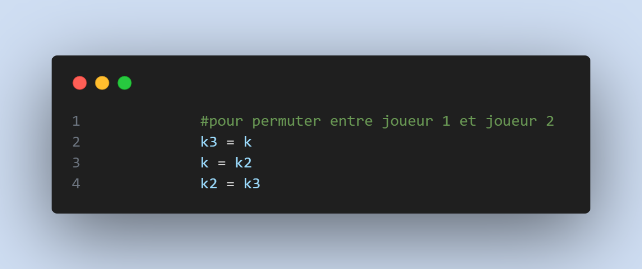 1 #pour permuter entre joueur 1 et joueur 2
2 k3 = k
3 k = k2
4 k2 = k3